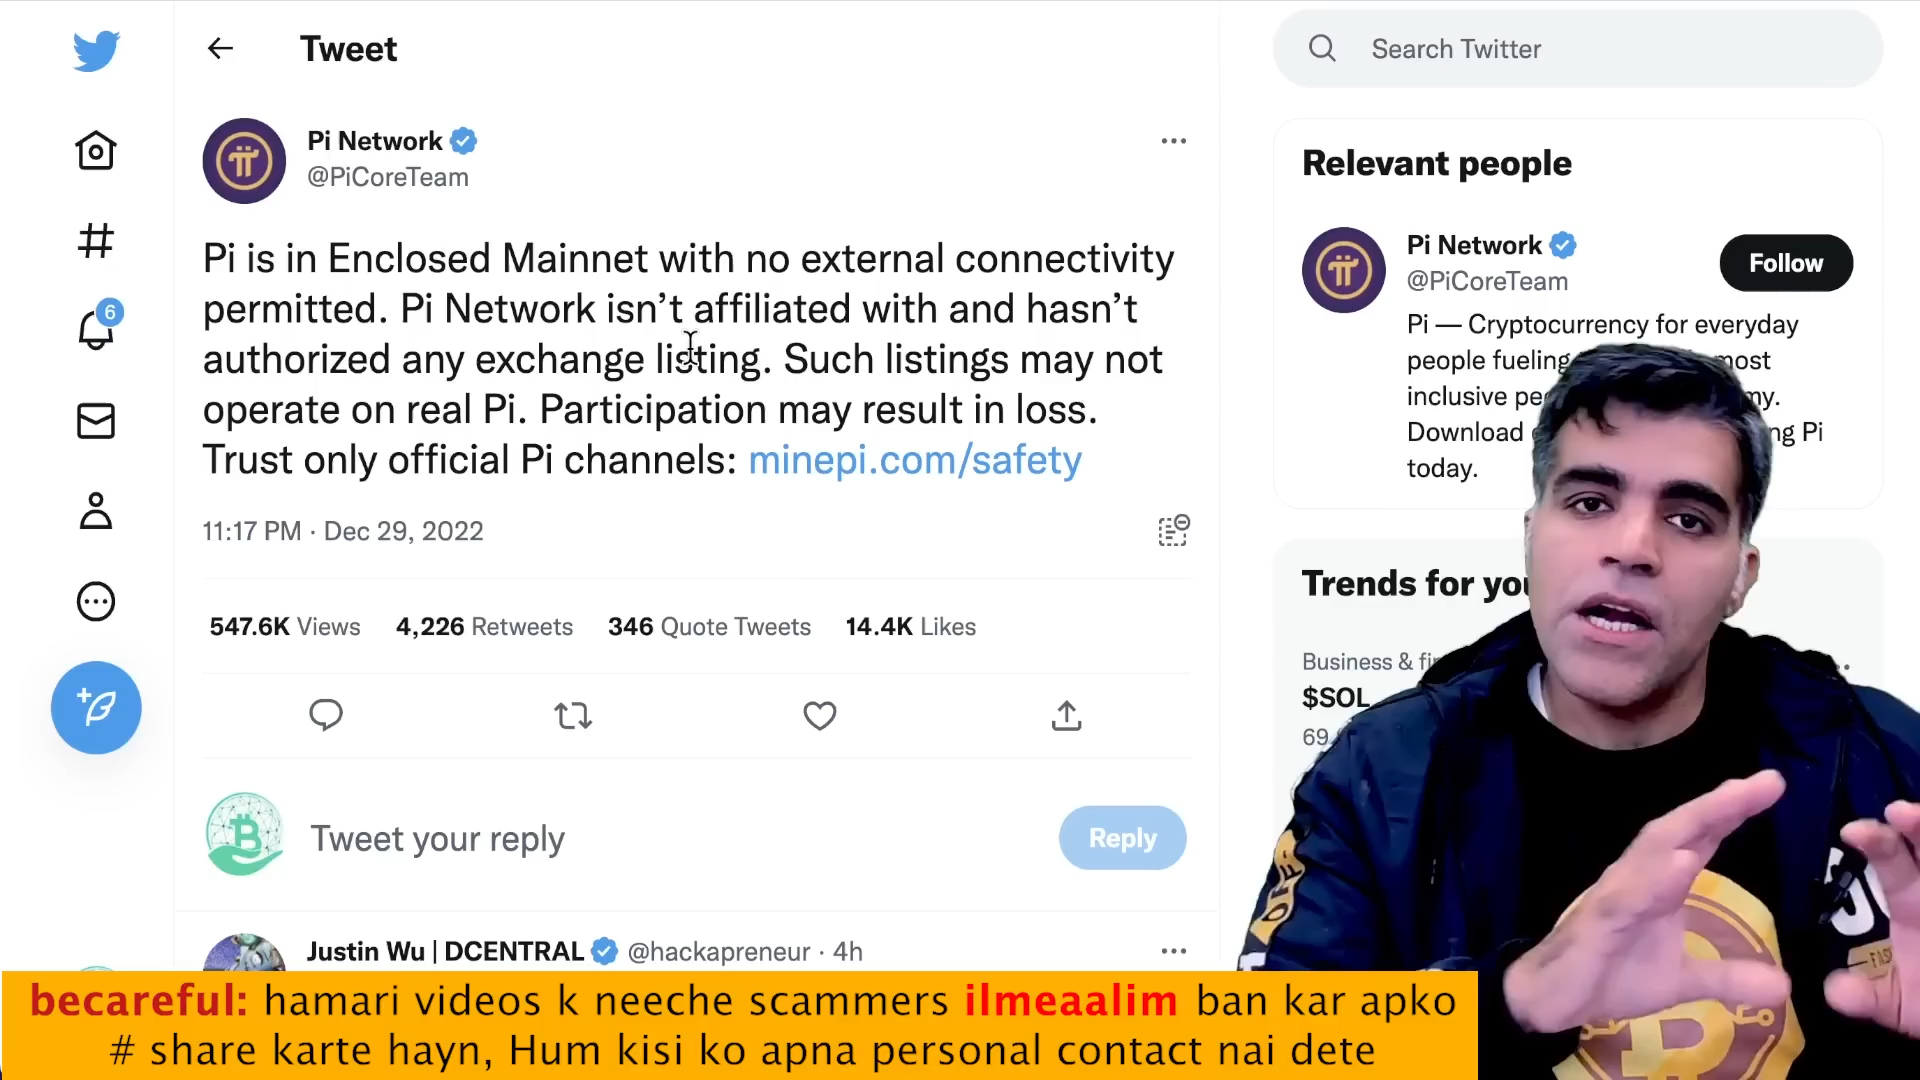 Tweet
Search Twitter
Pi Network
@PiCoreTeam
Pi is in Enclosed Mainnet with no external connectivity
permitted. Pi Network isn’t affiliated with and hasn’t
authorized any exchange listing. Such listings may not
operate on real Pi. Participation may result in loss.
Trust only official Pi channels: minepi.com/safety
11:17 PM · Dec 29, 2022
547.6K Views 4,226 Retweets 346 Quote Tweets 14.4K Likes
Tweet your reply
Reply
Justin Wu | DCENTRAL @hackapreneur · 4h
6
Relevant people
Pi Network
@PiCoreTeam
Follow
Pi — Cryptocurrency for everyday
people fueling most
inclusive
Download Pi
today.
Trends for
Business &
$SOL
becareful: hamari videos k neeche scammers ilmeaalim ban kar apko
# share karte hayn, Hum kisi ko apna personal contact nai dete